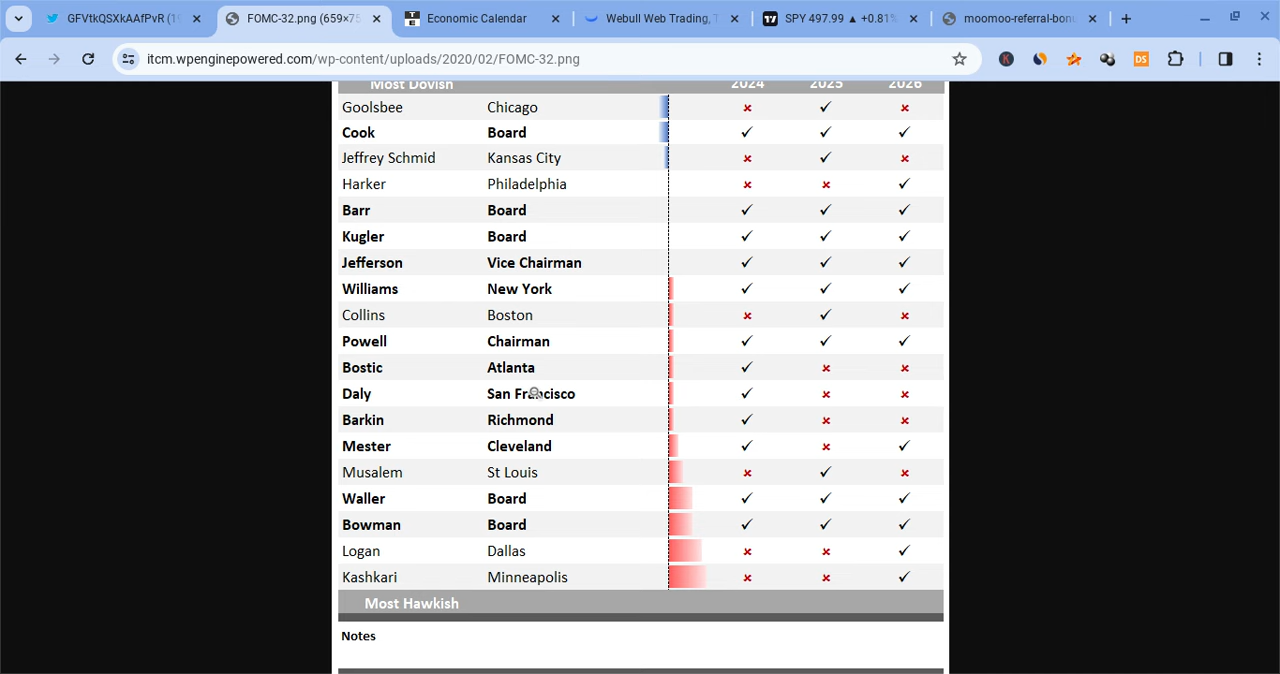 GFVtKQSXkAAfPvR (1
FOMC-32.png (659×75
Economic Calendar
Webull Web Trading, T
SPY 497.99 ▲ +0.81%
moomoo-referral-bon
itcm.wpenginepowered.com/wp-content/uploads/2020/02/FOMC-32.png
Most Dovish 2024 2025 2026
Goolsbee Chicago × ✓ ×
Cook Board ✓ ✓ ✓
Jeffrey Schmid Kansas City × ✓ ×
Harker Philadelphia × × ✓
Barr Board ✓ ✓ ✓
Kugler Board ✓ ✓ ✓
Jefferson Vice Chairman ✓ ✓ ✓
Williams New York ✓ ✓ ✓
Collins Boston × ✓ ×
Powell Chairman ✓ ✓ ✓
Bostic Atlanta ✓ × ×
Daly San Francisco ✓ × ×
Barkin Richmond ✓ × ×
Mester Cleveland ✓ × ✓
Musalem St Louis × ✓ ×
Waller Board ✓ ✓ ✓
Bowman Board ✓ ✓ ✓
Logan Dallas × × ✓
Kashkari Minneapolis × × ✓
Most Hawkish
Notes